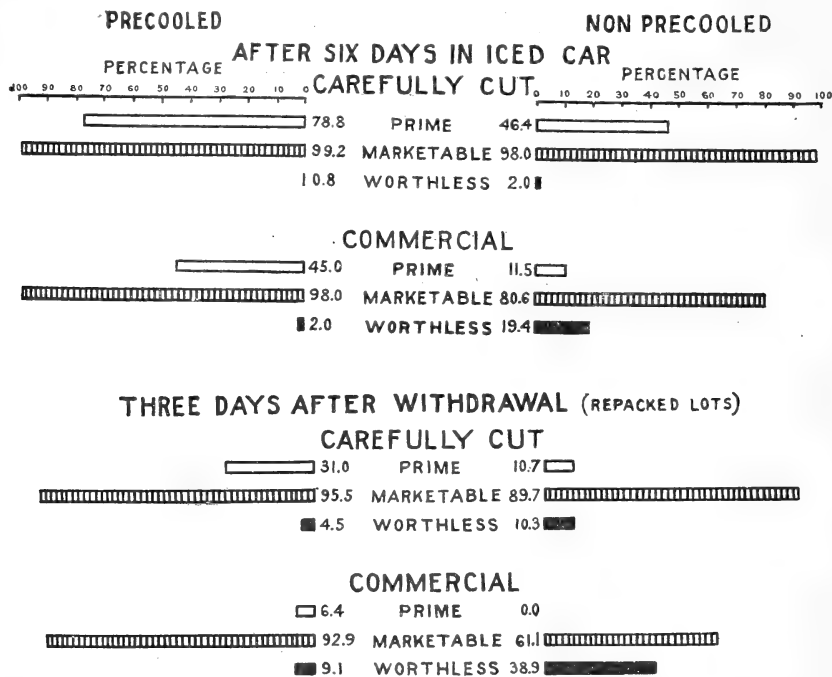 PRECOOLED NON PRECOOLED
AFTER SIX DAYS IN ICED CAR
PERCENTAGE PERCENTAGE
CAREFULLY CUT
100 90 80 70 60 50 40 30 20 10 0 0 10 20 30 40 50 60 70 80 90 100
78.8 PRIME 46.4
99.2 MARKETABLE 98.0
0.8 WORTHLESS 2.0
COMMERCIAL
45.0 PRIME 11.5
98.0 MARKETABLE 80.6
2.0 WORTHLESS 19.4
THREE DAYS AFTER WITHDRAWAL (REPACKED LOTS)
CAREFULLY CUT
31.0 PRIME 10.7
95.5 MARKETABLE 89.7
4.5 WORTHLESS 10.3
COMMERCIAL
6.4 PRIME 0.0
92.9 MARKETABLE 61.1
9.1 WORTHLESS 38.9